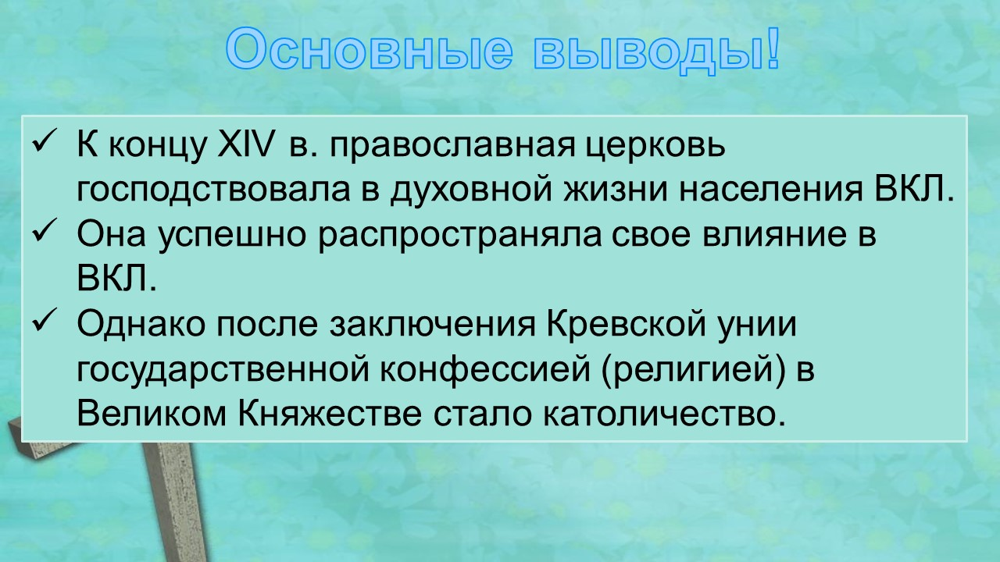 Основные выводы!
✓ К концу XIV в. православная церковь
господствовала в духовной жизни населения ВКЛ.
✓ Она успешно распространяла свое влияние в
ВКЛ.
✓ Однако после заключения Кревской унии
государственной конфессией (религией) в
Великом Княжестве стало католичество.